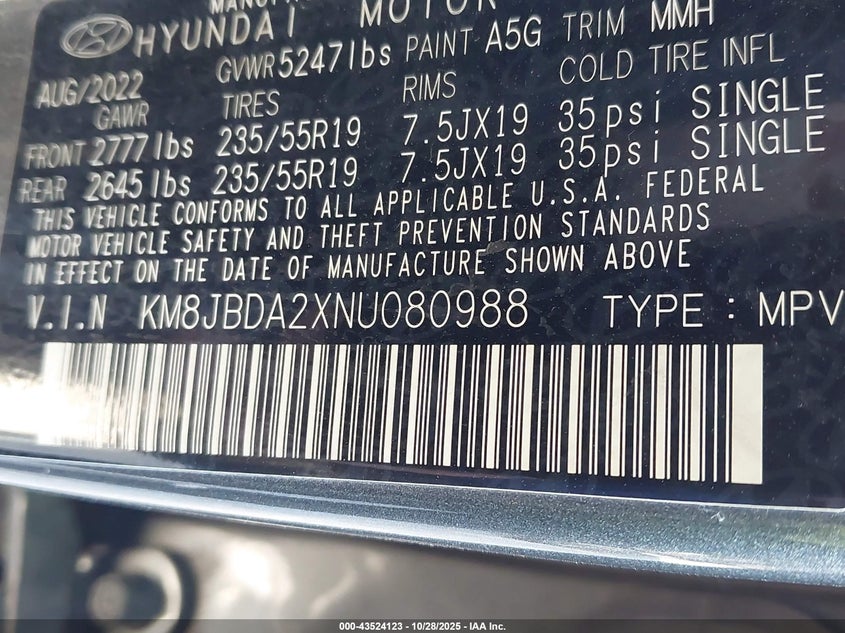 MANUF
HYUNDAI MOTOR
AUG/2022 GVWR 5247lbs PAINT A5G TRIM MMH
GAWR TIRES RIMS COLD TIRE INFL
FRONT 2777lbs 235/55R19 7.5JX19 35psi SINGLE
REAR 2645lbs 235/55R19 7.5JX19 35psi SINGLE
THIS VEHICLE CONFORMS TO ALL APPLICABLE U.S.A. FEDERAL
MOTOR VEHICLE SAFETY AND THEFT PREVENTION STANDARDS
IN EFFECT ON THE DATE OF MANUFACTURE SHOWN ABOVE
V.I.N KM8JBDA2XNU080988 TYPE : MPV
000-43524123 - 10/28/2025 - IAA Inc.